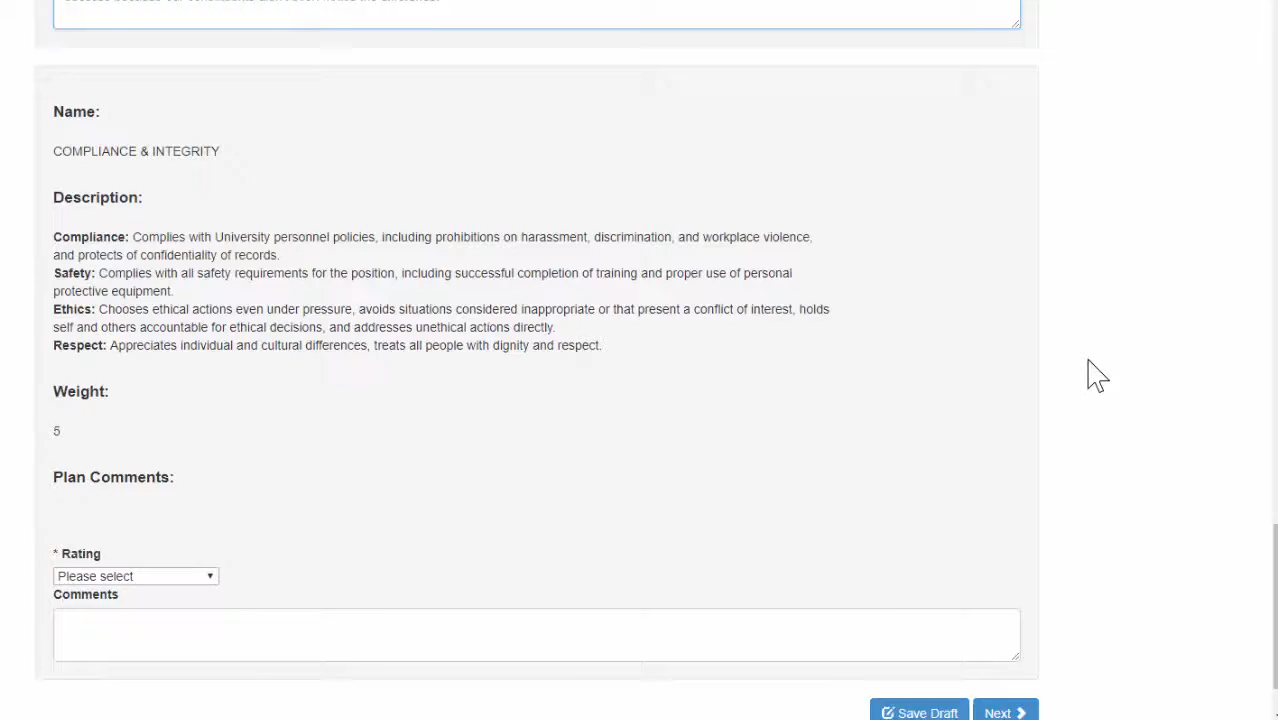 Name:
COMPLIANCE & INTEGRITY
Description:
Compliance: Complies with University personnel policies, including prohibitions on harassment, discrimination, and workplace violence,
and protects of confidentiality of records.
Safety: Complies with all safety requirements for the position, including successful completion of training and proper use of personal
protective equipment.
Ethics: Chooses ethical actions even under pressure, avoids situations considered inappropriate or that present a conflict of interest, holds
self and others accountable for ethical decisions, and addresses unethical actions directly.
Respect: Appreciates individual and cultural differences, treats all people with dignity and respect.
Weight:
5
Plan Comments:
* Rating
Please select
Comments
Save Draft Next